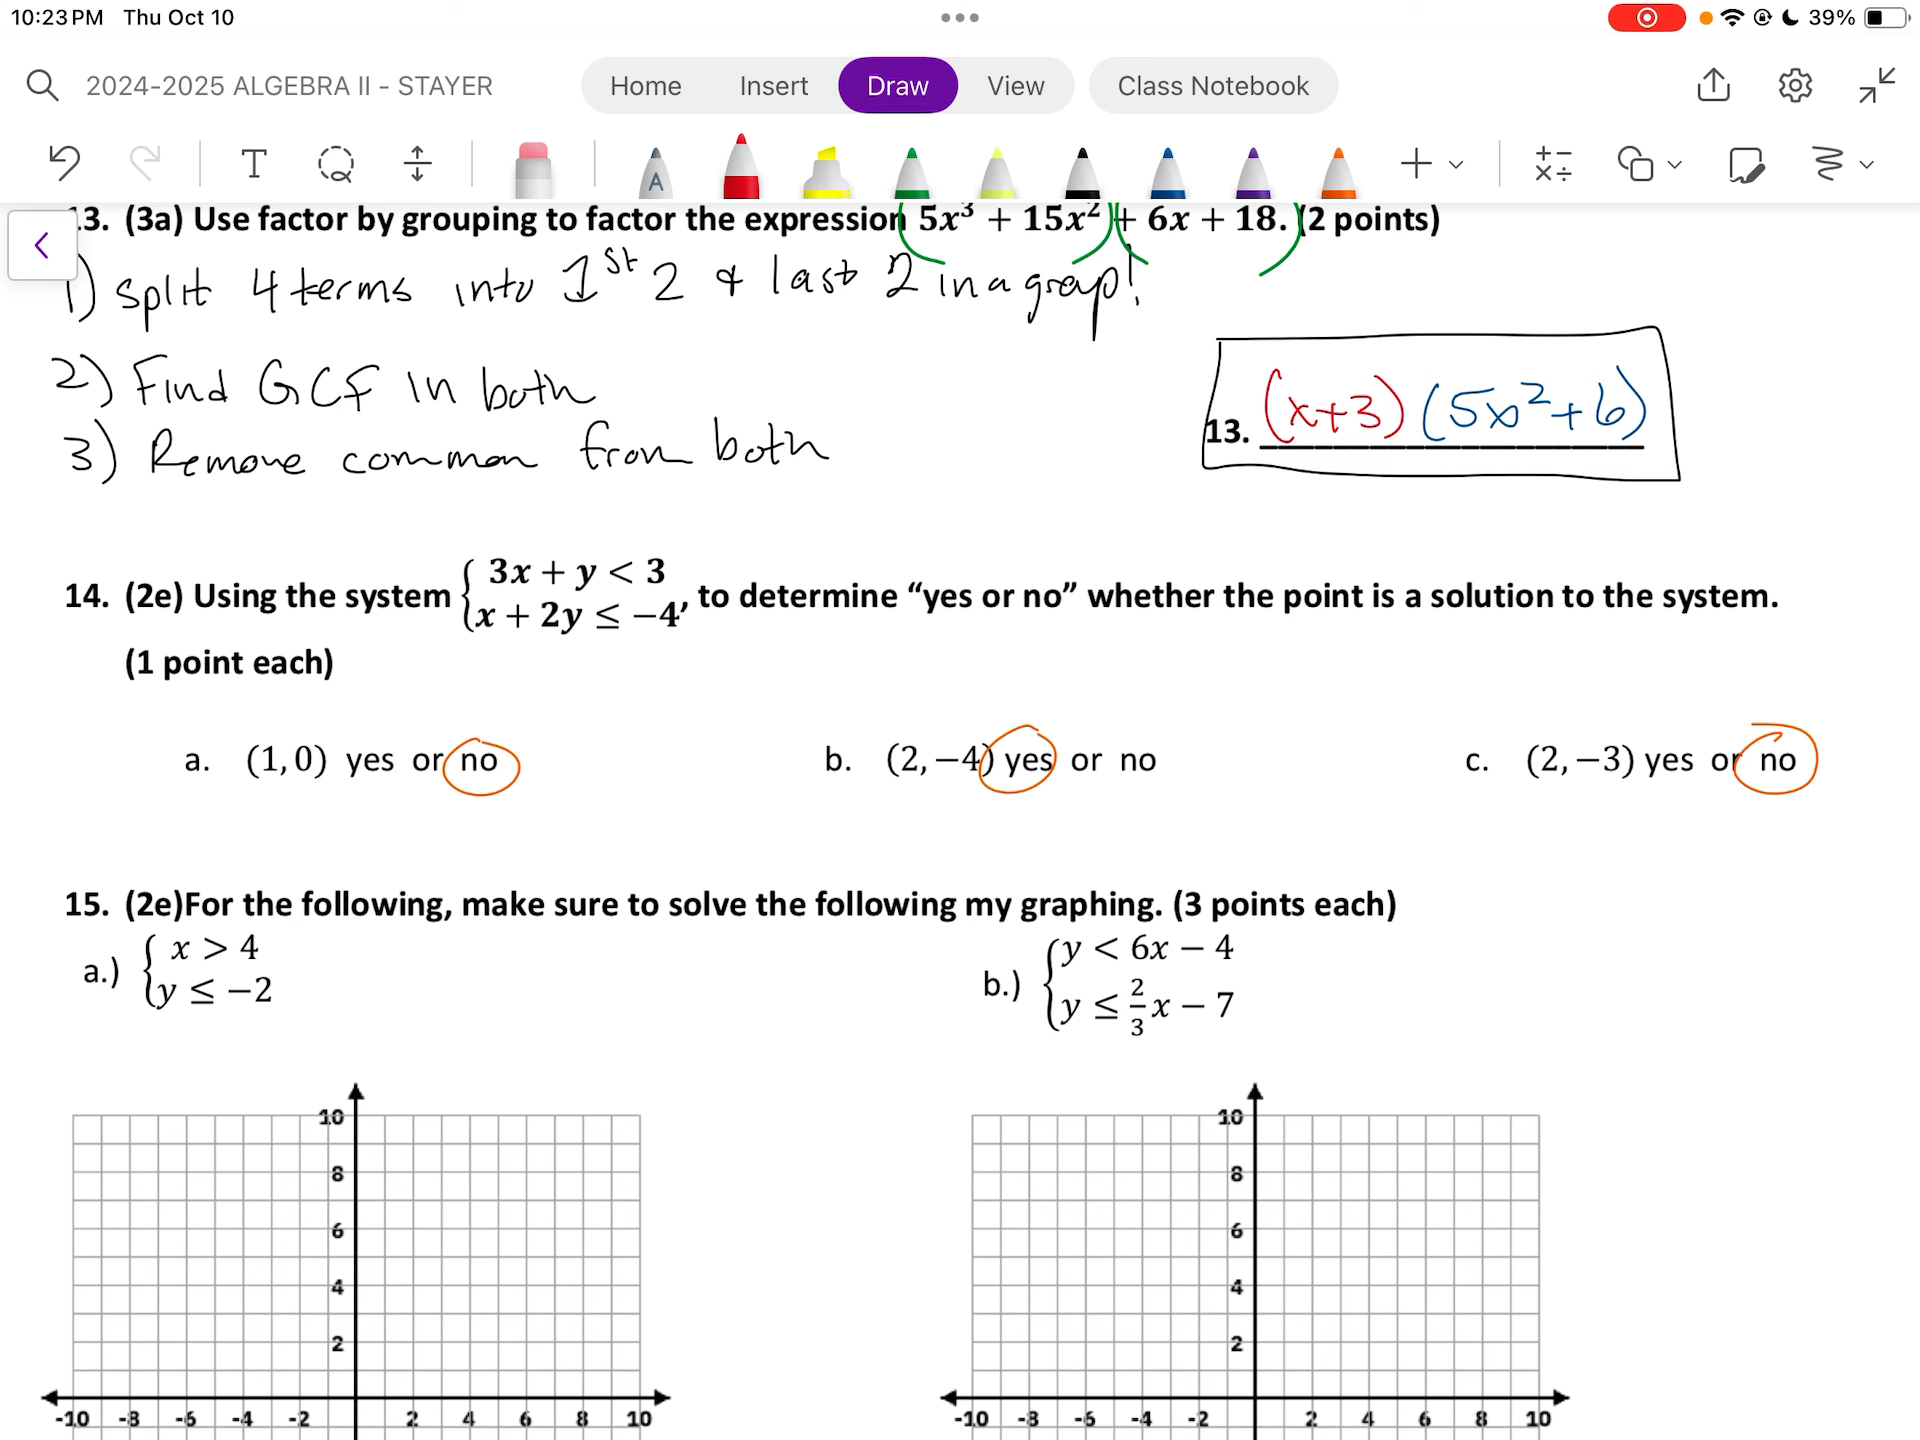 10:23 PM Thu Oct 10
39%
2024-2025 ALGEBRA II - STAYER
Home Insert Draw View Class Notebook
T A
13. (3a) Use factor by grouping to factor the expression 5x³ + 15x² + 6x + 18. (2 points)
1) Split 4 terms into 1st 2 & last 2 in a group!
2) Find GCF in both
3) Remove common from both
13. (x+3)(5x²+6)
14. (2e) Using the system { 3x + y < 3
x + 2y ≤ −4, to determine “yes or no” whether the point is a solution to the system.
(1 point each)
a. (1, 0) yes or no
b. (2, −4) yes or no
c. (2, −3) yes or no
15. (2e)For the following, make sure to solve the following my graphing. (3 points each)
a.) { x > 4
y ≤ −2
b.) { y < 6x − 4
y ≤ 2/3 x − 7
10
8
6
4
2
-10 -8 -6 -4 -2 2 4 6 8 10
10
8
6
4
2
-10 -8 -6 -4 -2 2 4 6 8 10